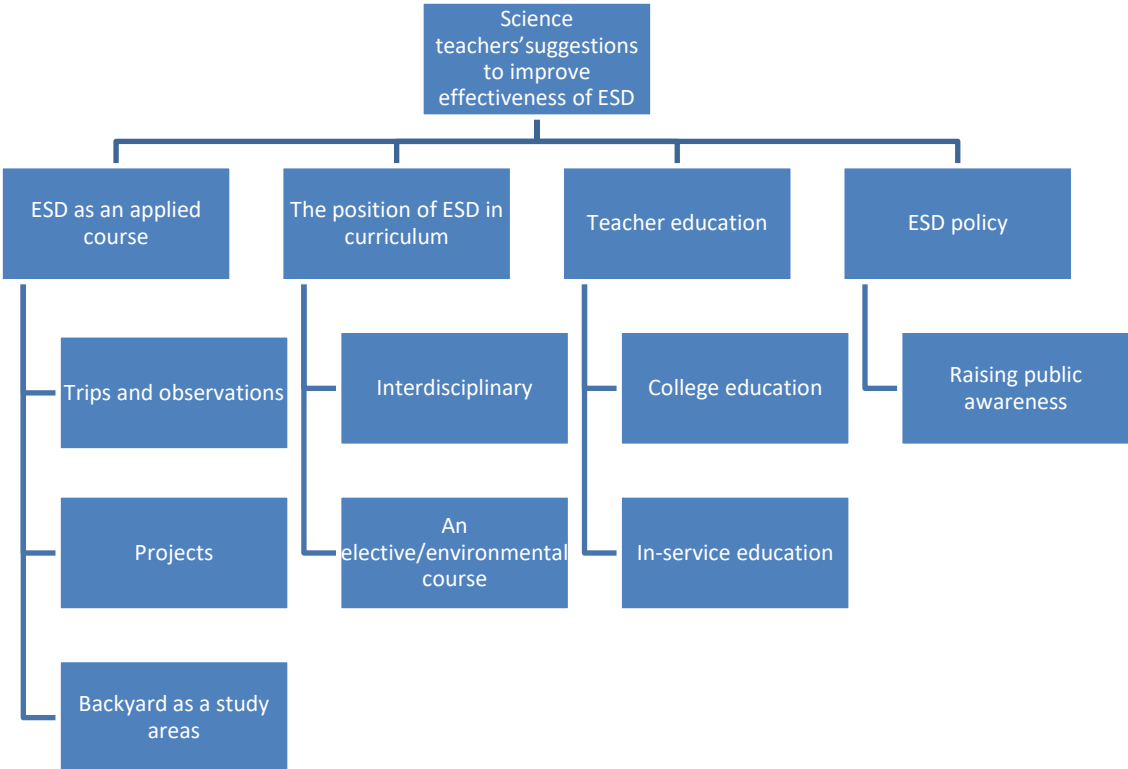 Science
teachers’suggestions
to improve
effectiveness of ESD
ESD as an applied
course
The position of ESD in
curriculum
Teacher education
ESD policy
Trips and observations
Interdisciplinary
College education
Raising public
awareness
Projects
An
elective/environmental
course
In-service education
Backyard as a study
areas